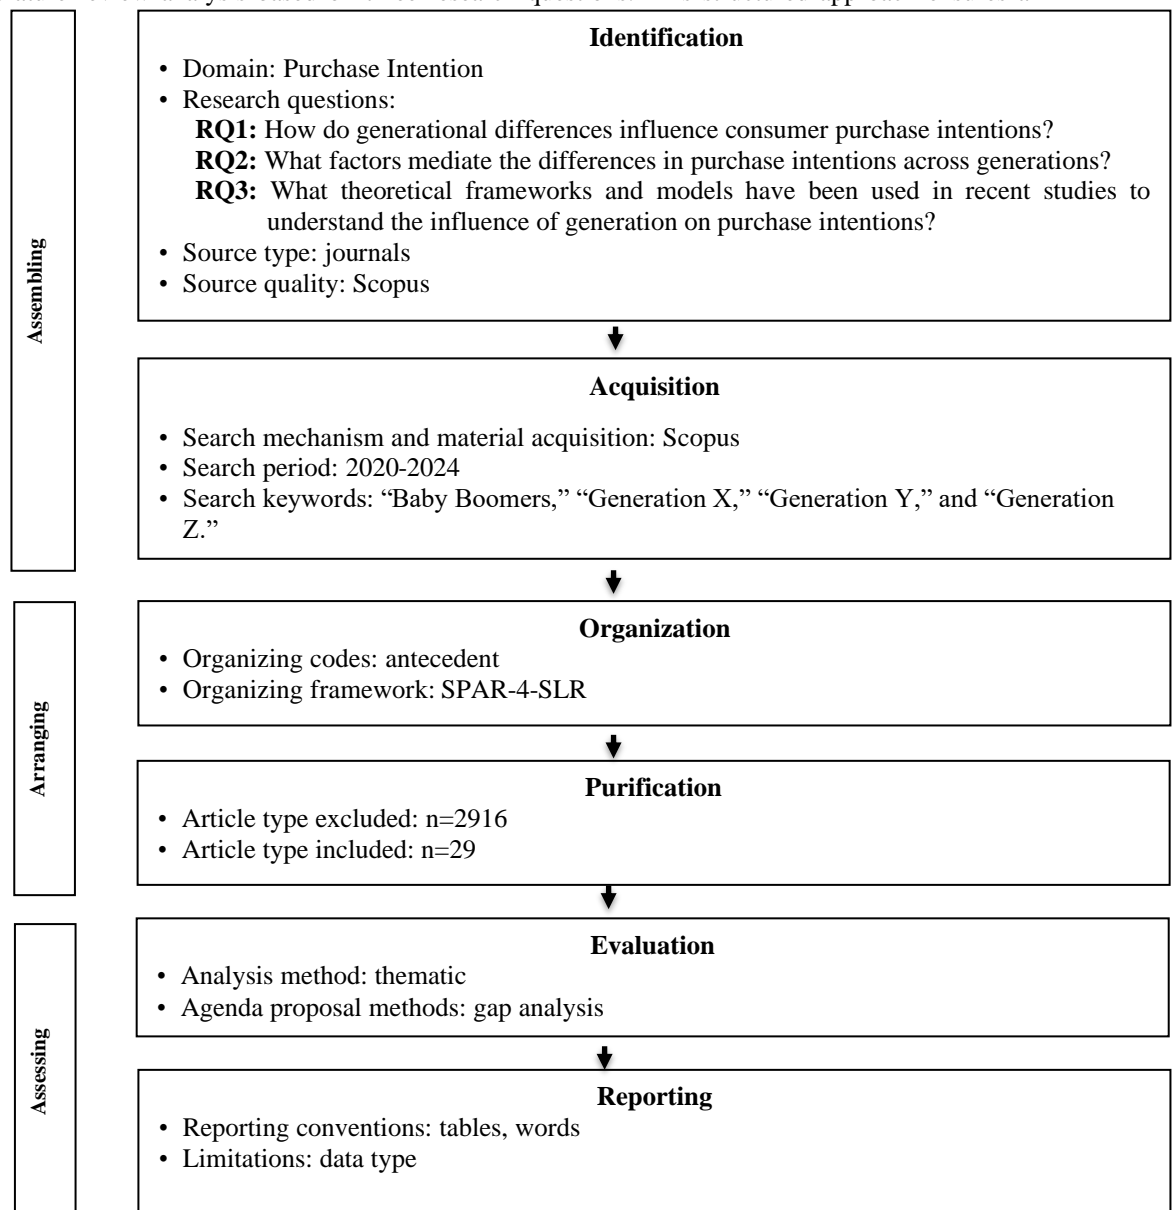 Identification
• Domain: Purchase Intention
• Research questions:
RQ1: How do generational differences influence consumer purchase intentions?
RQ2: What factors mediate the differences in purchase intentions across generations?
RQ3: What theoretical frameworks and models have been used in recent studies to
understand the influence of generation on purchase intentions?
• Source type: journals
• Source quality: Scopus
Assembling
Acquisition
• Search mechanism and material acquisition: Scopus
• Search period: 2020-2024
• Search keywords: “Baby Boomers,” “Generation X,” “Generation Y,” and “Generation
Z.”
Organization
• Organizing codes: antecedent
• Organizing framework: SPAR-4-SLR
Arranging
Purification
• Article type excluded: n=2916
• Article type included: n=29
Evaluation
• Analysis method: thematic
• Agenda proposal methods: gap analysis
Assessing
Reporting
• Reporting conventions: tables, words
• Limitations: data type